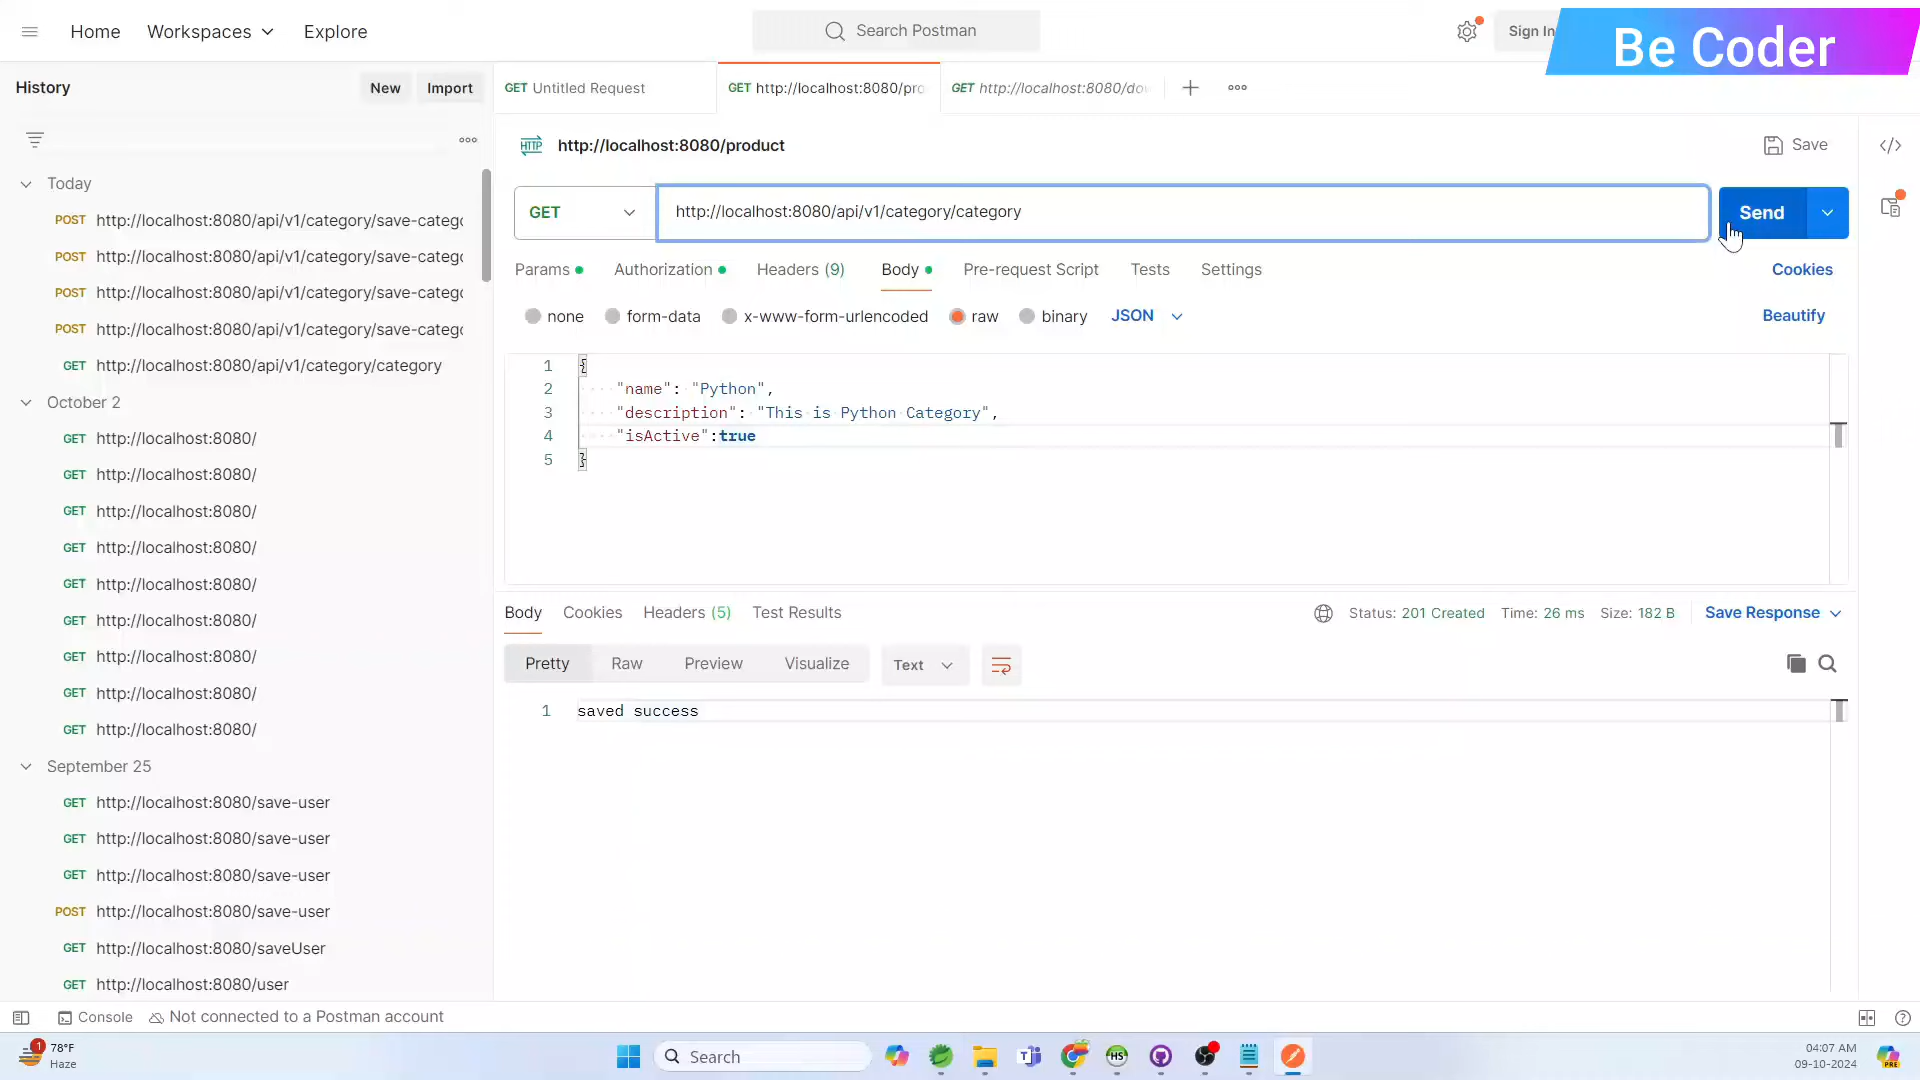 Home
Workspaces
Explore
Search Postman
Sign In
Be Coder
History
New
Import
GET Untitled Request
GET http://localhost:8080/pro
GET http://localhost:8080/do
Today
POST http://localhost:8080/api/v1/category/save-catego
POST http://localhost:8080/api/v1/category/save-catego
POST http://localhost:8080/api/v1/category/save-catego
POST http://localhost:8080/api/v1/category/save-catego
GET http://localhost:8080/api/v1/category/category
October 2
GET http://localhost:8080/
GET http://localhost:8080/
GET http://localhost:8080/
GET http://localhost:8080/
GET http://localhost:8080/
GET http://localhost:8080/
GET http://localhost:8080/
GET http://localhost:8080/
GET http://localhost:8080/
September 25
GET http://localhost:8080/save-user
GET http://localhost:8080/save-user
GET http://localhost:8080/save-user
POST http://localhost:8080/save-user
GET http://localhost:8080/saveUser
GET http://localhost:8080/user
HTTP http://localhost:8080/product
Save
GET
http://localhost:8080/api/v1/category/category
Send
Params
Authorization
Headers (9)
Body
Pre-request Script
Tests
Settings
Cookies
none
form-data
x-www-form-urlencoded
raw
binary
JSON
Beautify
1 {
2 "name": "Python",
3 "description": "This is Python Category",
4 "isActive":true
5 }
Body
Cookies
Headers (5)
Test Results
Status: 201 Created Time: 26 ms Size: 182 B
Save Response
Pretty
Raw
Preview
Visualize
Text
1 saved success
Console
Not connected to a Postman account
1
78°F
Haze
Search
HS
PRE
04:07 AM
09-10-2024